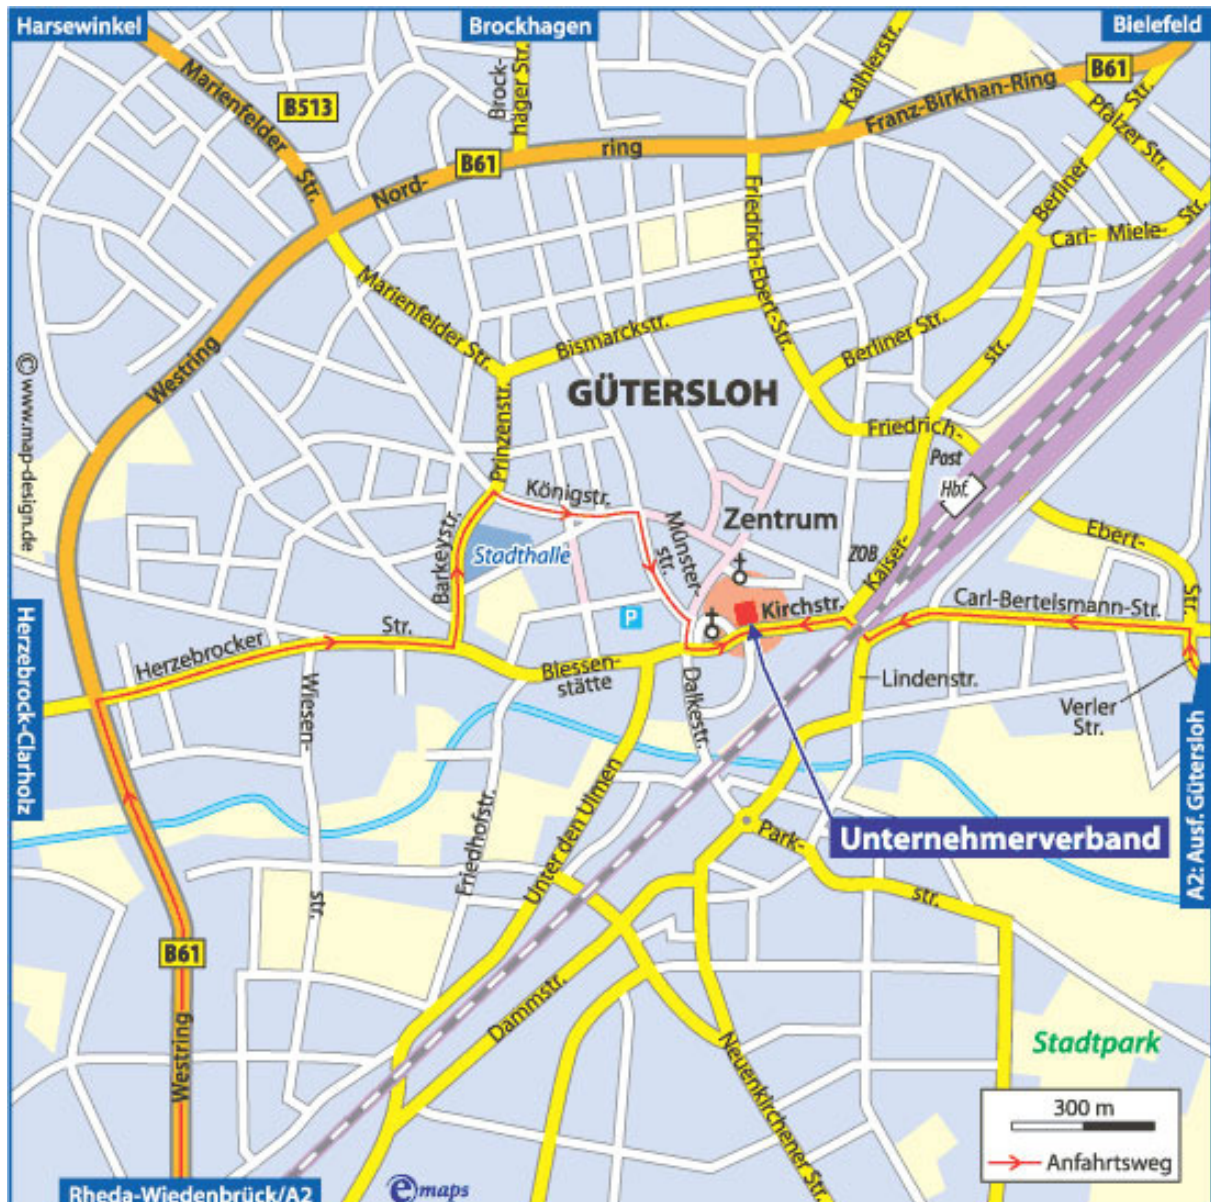 Harsewinkel
Brockhagen
Bielefeld
Marienfelder
Str.
B513
Brock-
häger Str.
Kalhlerstr.
B61
Franz-Birkhan-Ring
Pfälzer Str.
Berliner
Str.
ring
B61
Nord-
Carl- Miele-
Str.
Friedrich-Ebert-Str.
Marienfelder Str.
Bismarckstr.
Berliner Str.
str.
Westring
GÜTERSLOH
© www.map-design.de
Prinzenstr.
Friedrich-
Post
Hbf.
Königstr.
Münster-
str.
Zentrum
ZOB
Kaiser-
Ebert-
Str.
Barkeystr.
Stadthalle
P
Kirchstr.
Carl-Bertelsmann-Str.
Herzebrocker
Str.
Herzebrock-Clarholz
Blessen-
stätte
Dalkestr.
Lindenstr.
Verler
Str.
Wiesen-
str.
A2: Ausf. Gütersloh
Unter den Ulmen
Friedhofstr.
Park-
str.
Unternehmerverband
B61
Westring
Dammstr.
Neuenkirchener Str.
Stadtpark
300 m
Anfahrtsweg
Rheda-Wiedenbrück/A2
emaps